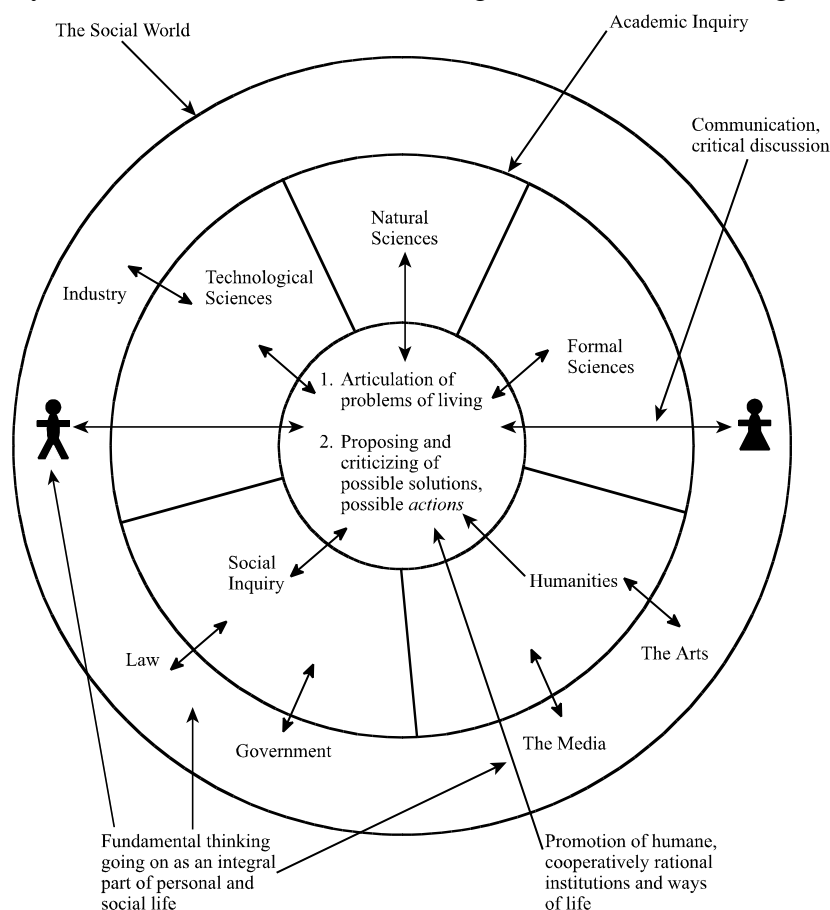 The Social World
Academic Inquiry
Communication,
critical discussion
Natural
Sciences
Technological
Sciences
Industry
Formal
Sciences
1. Articulation of
problems of living
2. Proposing and
criticizing of
possible solutions,
possible actions
Social
Inquiry
Humanities
Law
The Arts
Government
The Media
Fundamental thinking
going on as an integral
part of personal and
social life
Promotion of humane,
cooperatively rational
institutions and ways
of life